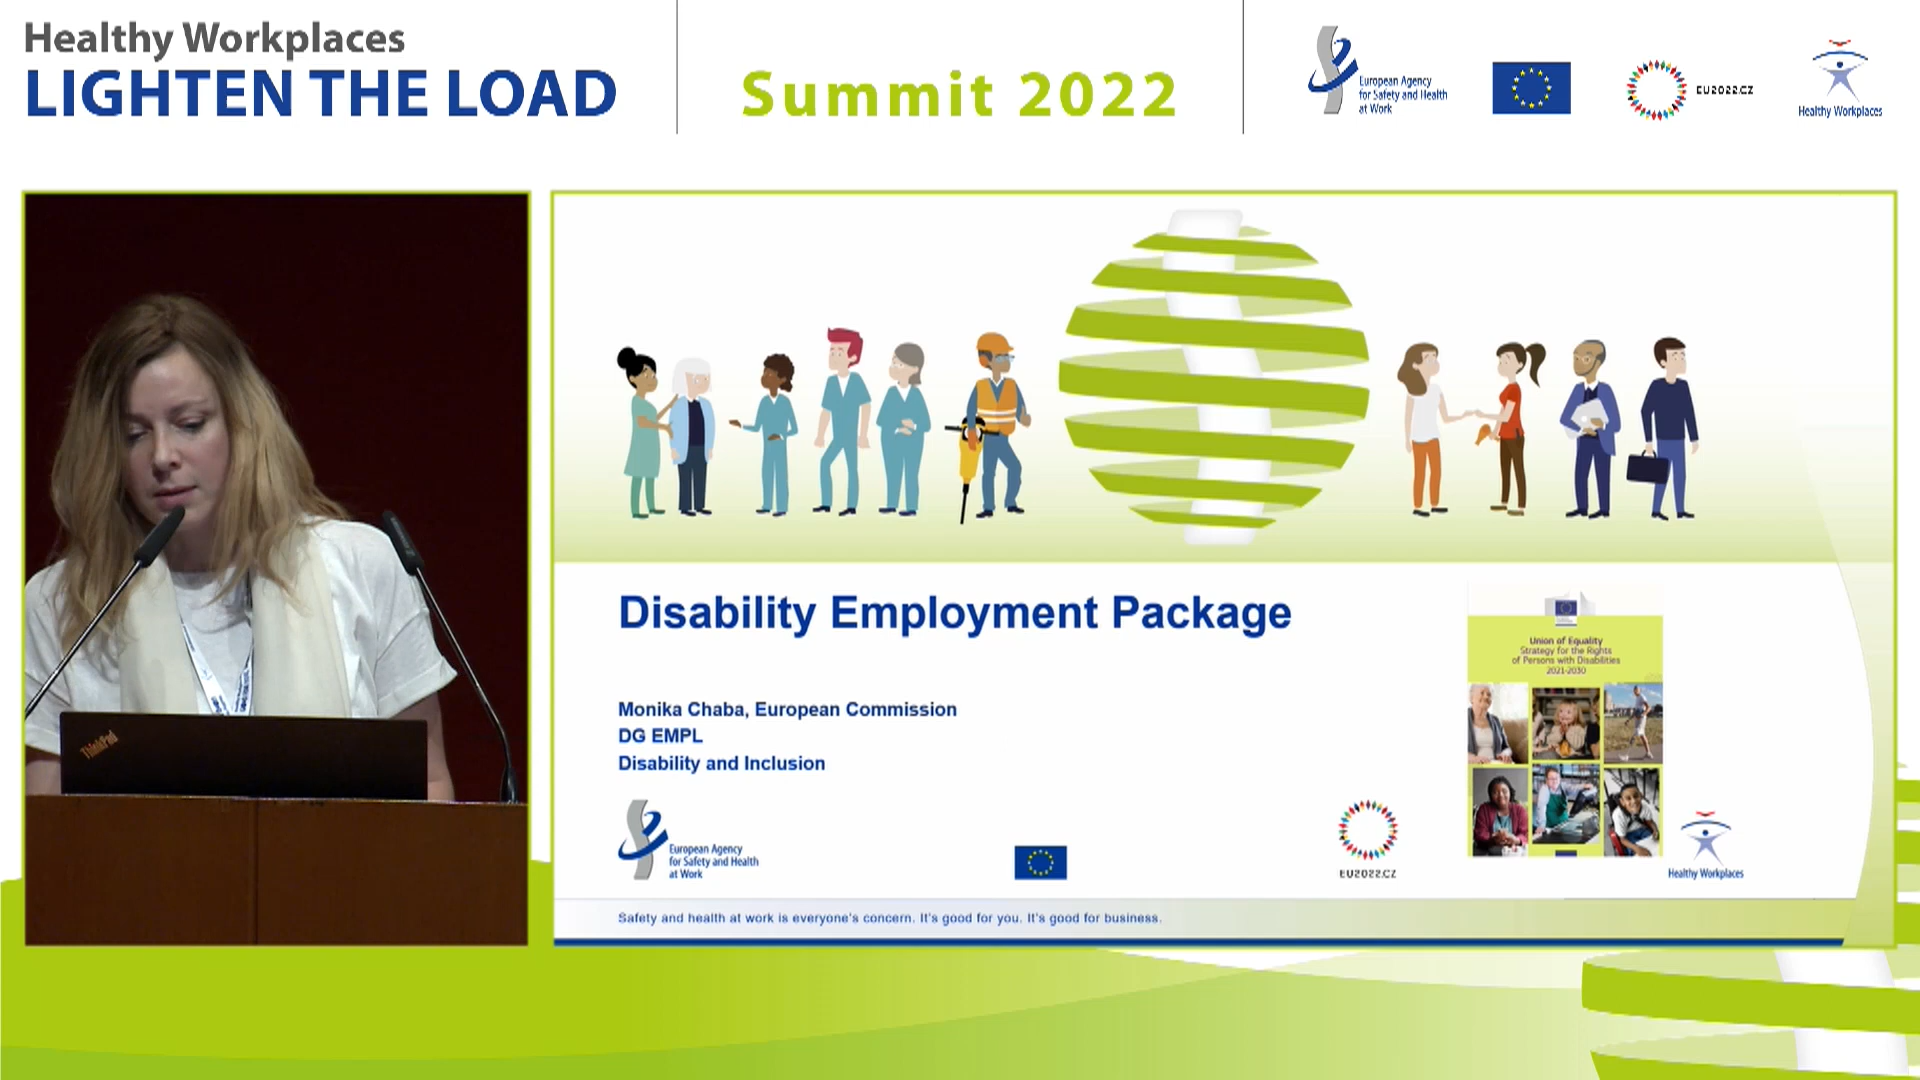 Healthy Workplaces
LIGHTEN THE LOAD
Summit 2022
European Agency
for Safety and Health
at Work
EU2022.CZ
Healthy Workplaces
ThinkPad
Disability Employment Package
Monika Chaba, European Commission
DG EMPL
Disability and Inclusion
Union of Equality
Strategy for the Rights
of Persons with Disabilities
2021-2030
European Agency
for Safety and Health
at Work
EU2022.CZ
Healthy Workplaces
Safety and health at work is everyone's concern. It's good for you. It's good for business.